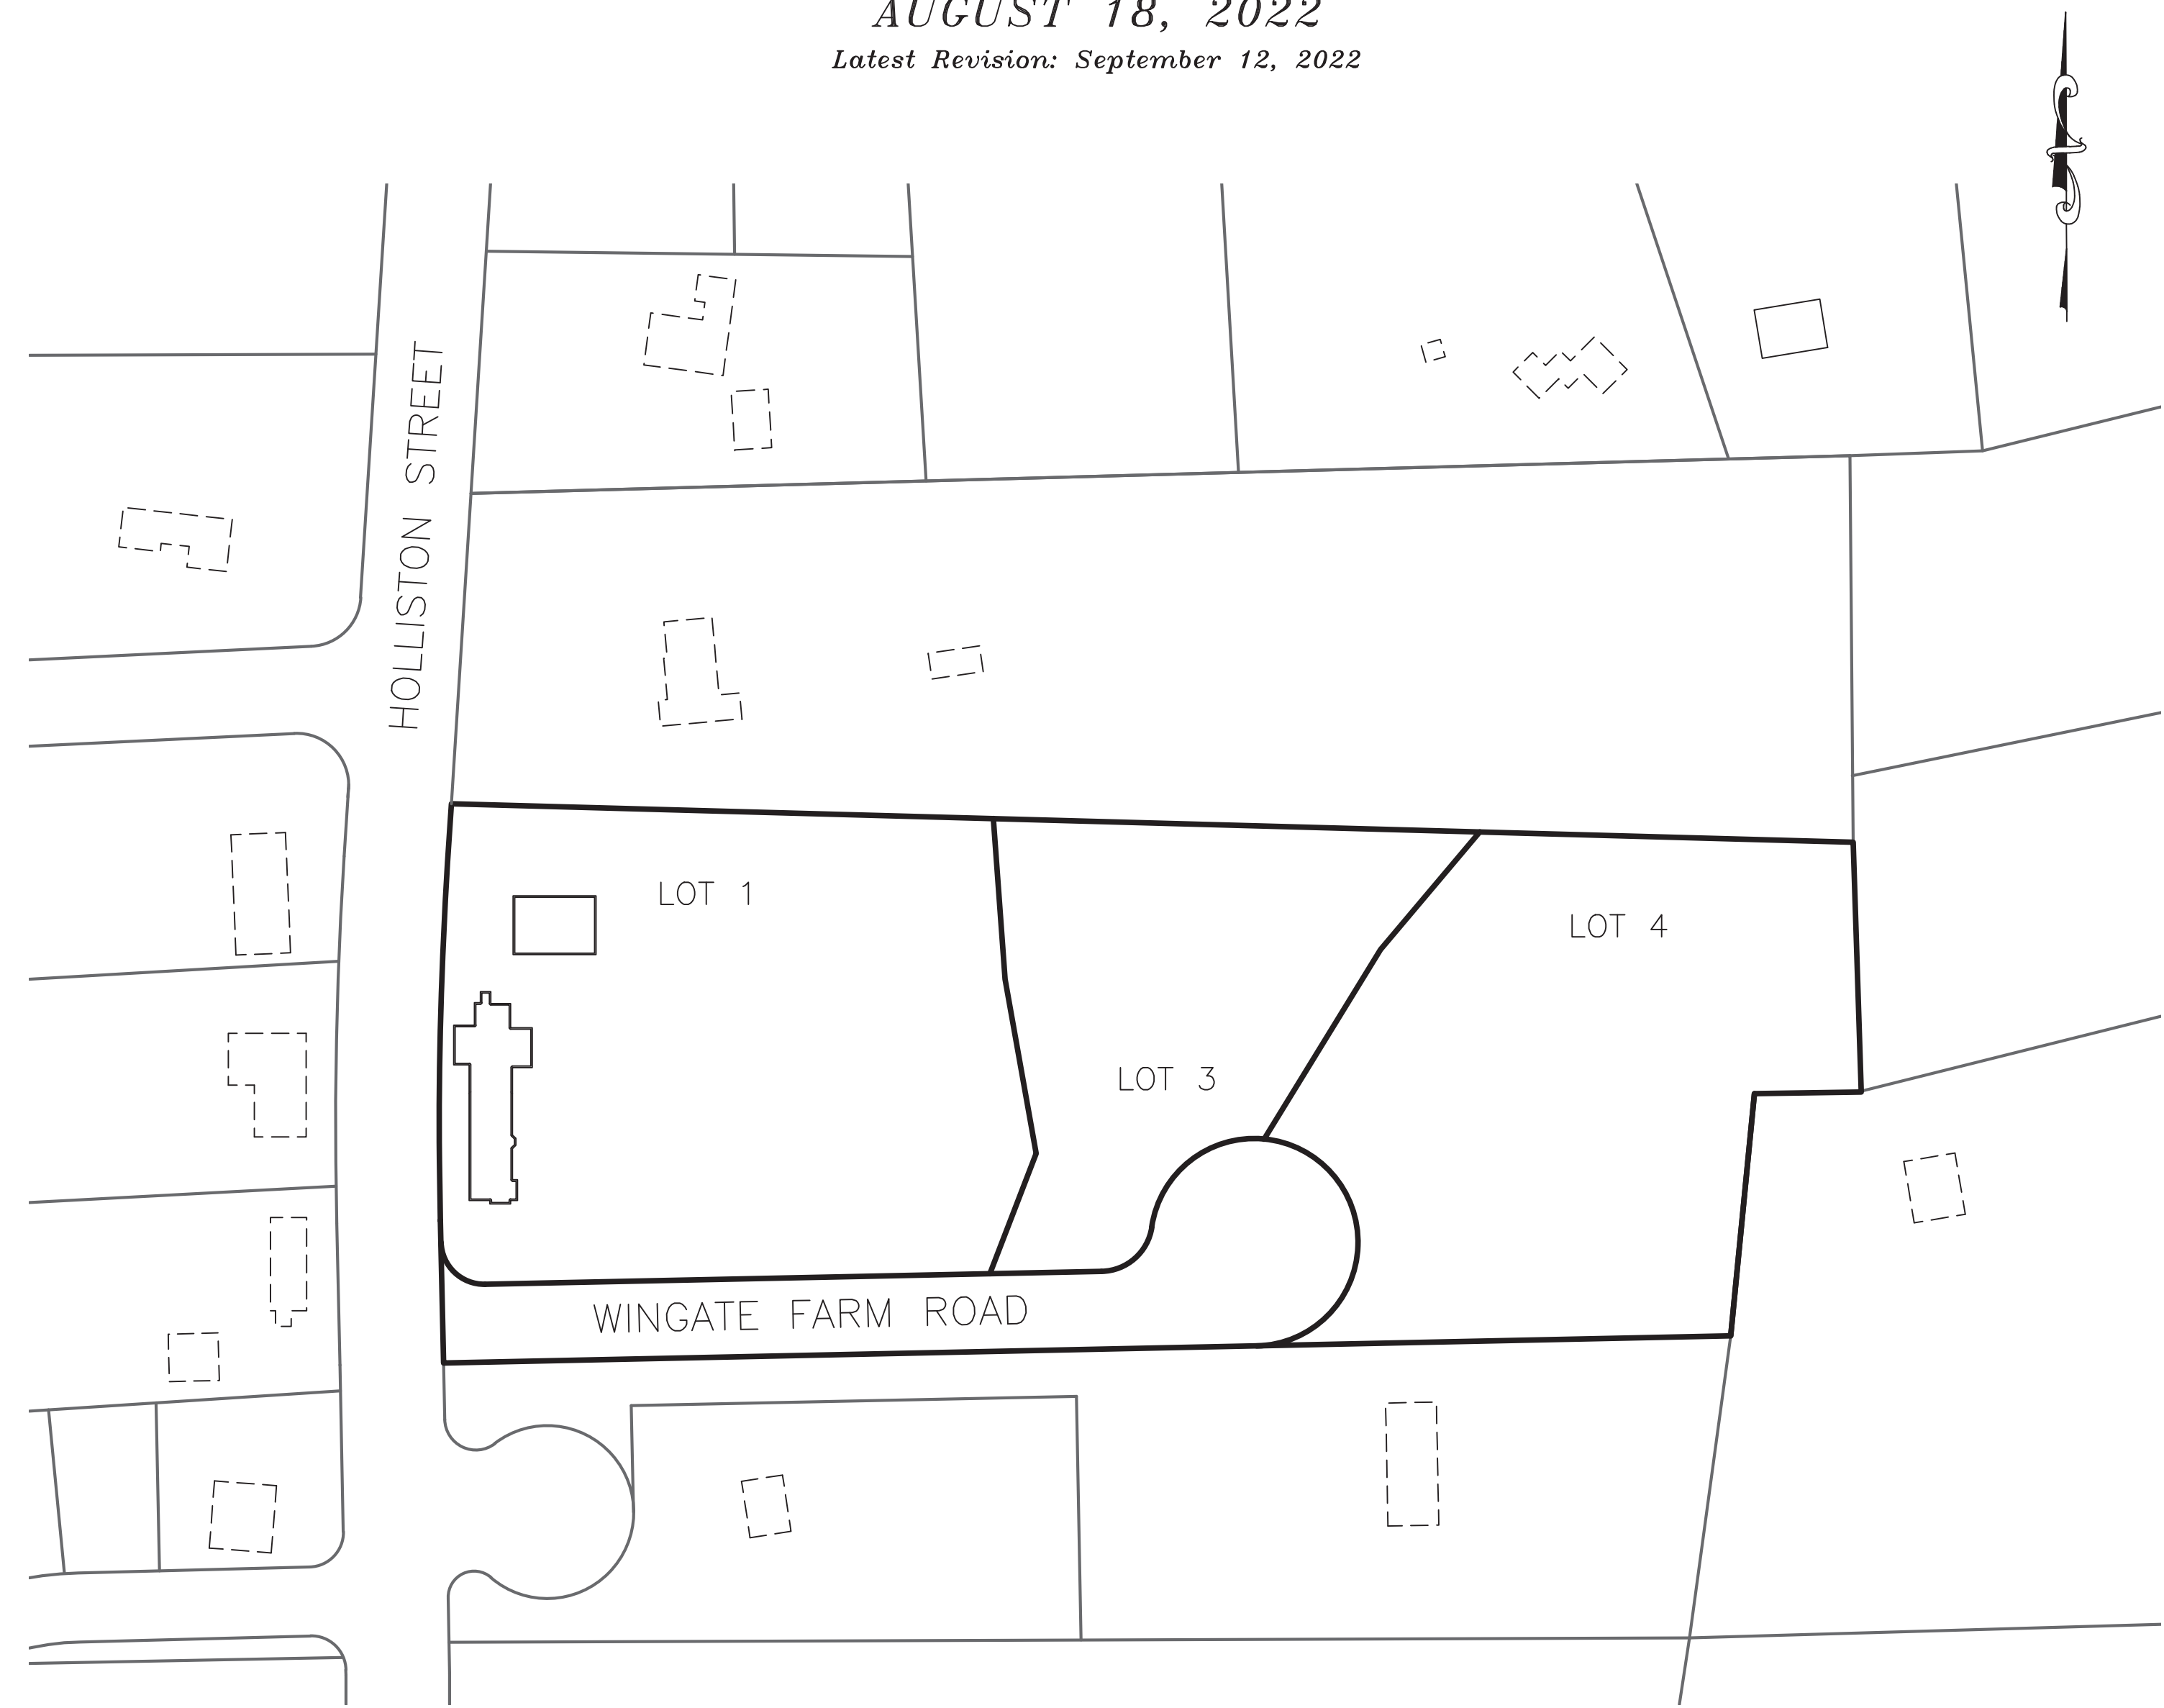 AUGUST 18, 2022
Latest Revision: September 12, 2022
HOLLISTON STREET
LOT 1
LOT 4
LOT 3
WINGATE FARM ROAD